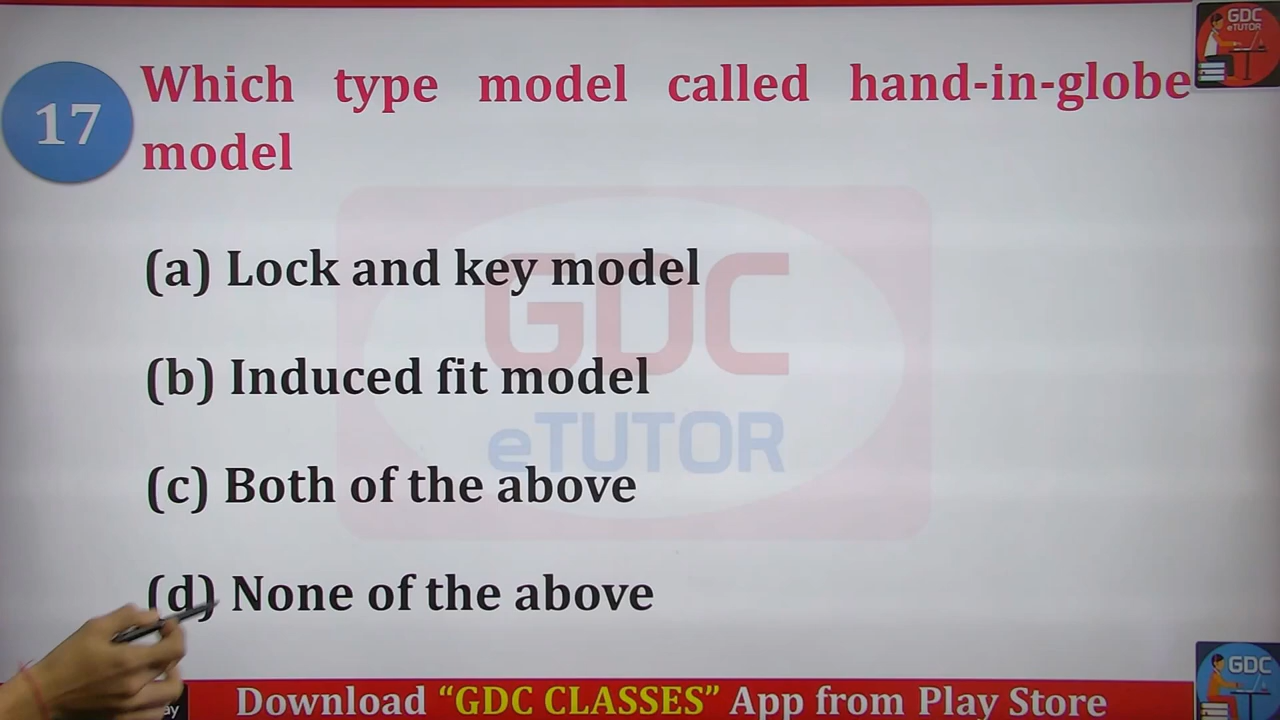 GDC
eTUTOR
17
Which type model called hand-in-globe
model
(a) Lock and key model
(b) Induced fit model
(c) Both of the above
(d) None of the above
GDC
eTUTOR
GDC
Download “GDC CLASSES” App from Play Store
ay